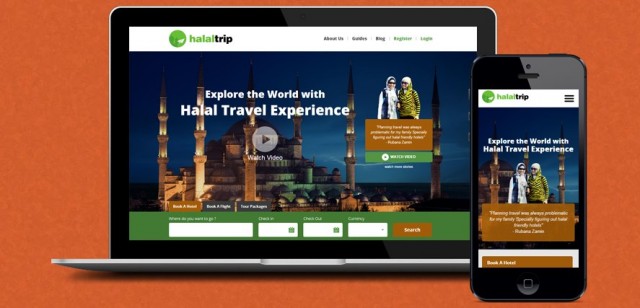 halaltrip
About Us
Guides
Blog
Register
Login
Explore the World with
Halal Travel Experience
Watch Video
"Planning travel was always
problematic for my family Specially
figuring out halal friendly hotels"
- Rubana Zamin
WATCH VIDEO
Book A Hotel
Book A Flight
Tour Packages
Where do you want to go ?
Check In
Check Out
Currency
Search
halaltrip
Explore the World with
Halal Travel Experience
"Planning travel was always problematic
for my family Specially figuring out halal
friendly hotels"
- Rubana Zamin
Book A Hotel